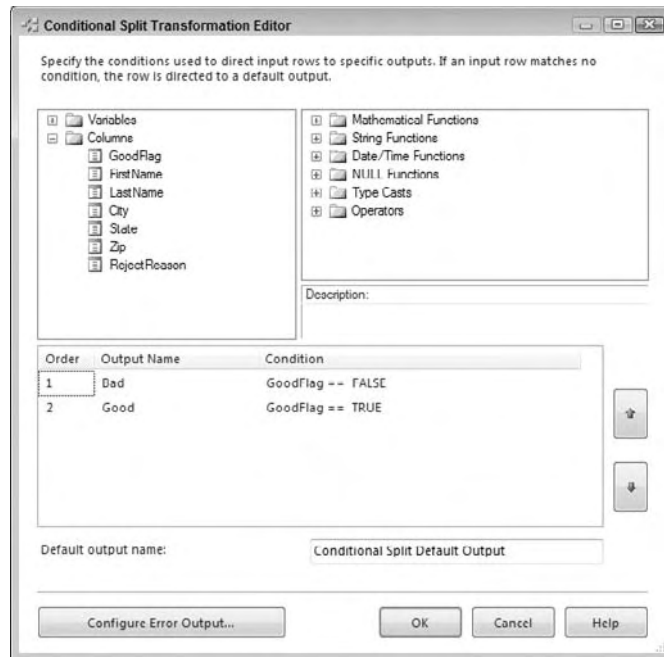 Conditional Split Transformation Editor
Specify the conditions used to direct input rows to specific outputs. If an input row matches no
condition, the row is directed to a default output.
Variables
Columns
GoodFlag
FirstName
LastName
City
State
Zip
RejectReason
Mathematical Functions
String Functions
Date/Time Functions
NULL Functions
Type Casts
Operators
Description:
Order Output Name Condition
1 Bad GoodFlag == FALSE
2 Good GoodFlag == TRUE
Default output name: Conditional Split Default Output
Configure Error Output... OK Cancel Help